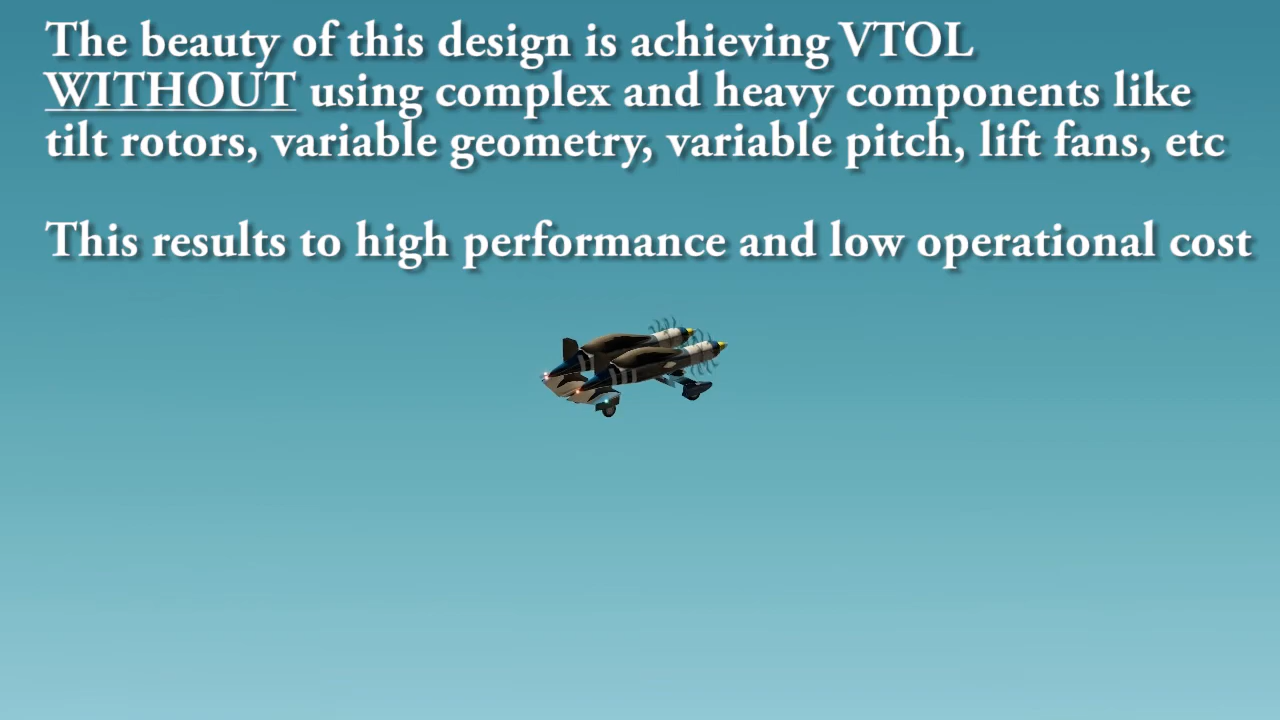 The beauty of this design is achieving VTOL
WITHOUT using complex and heavy components like
tilt rotors, variable geometry, variable pitch, lift fans, etc
This results to high performance and low operational cost